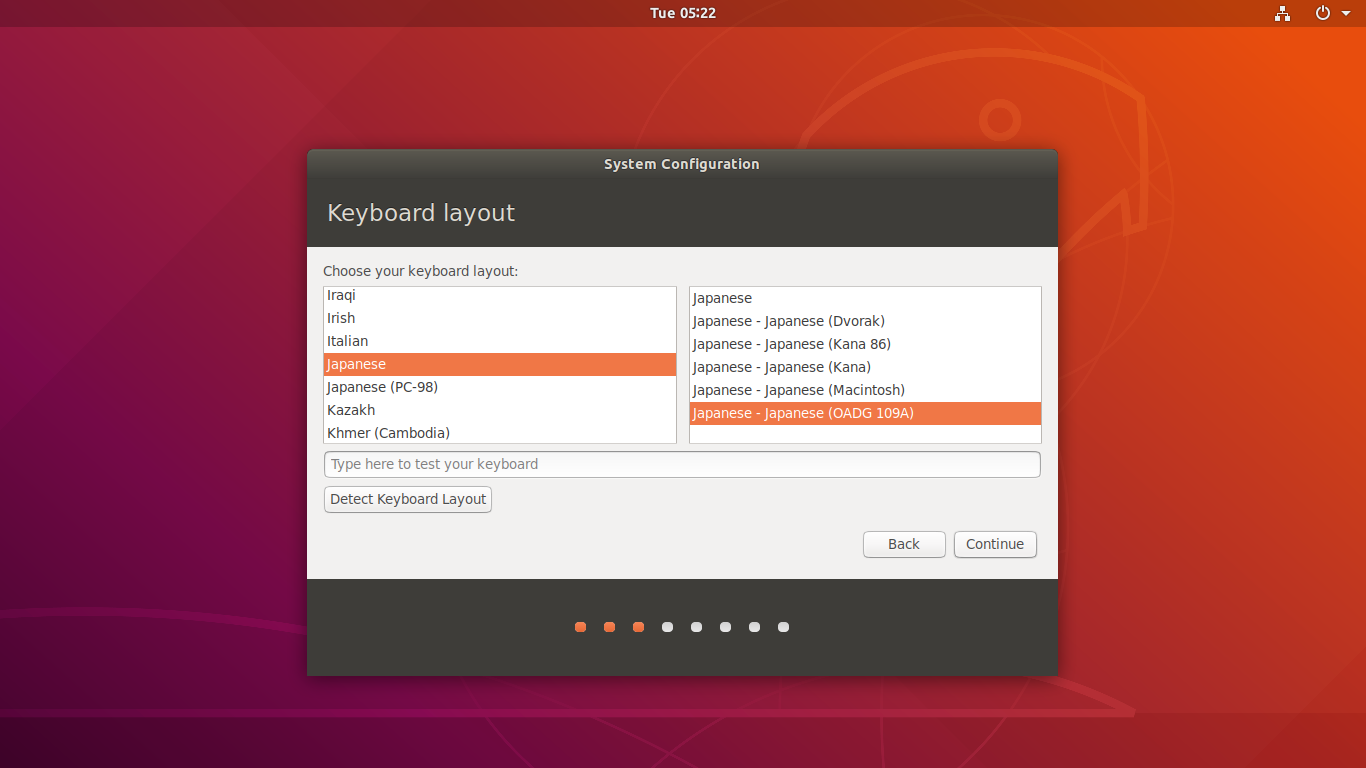 Tue 05:22
System Configuration
Keyboard layout
Choose your keyboard layout:
Iraqi
Irish
Italian
Japanese
Japanese (PC-98)
Kazakh
Khmer (Cambodia)
Japanese
Japanese - Japanese (Dvorak)
Japanese - Japanese (Kana 86)
Japanese - Japanese (Kana)
Japanese - Japanese (Macintosh)
Japanese - Japanese (OADG 109A)
Type here to test your keyboard
Detect Keyboard Layout
Back
Continue